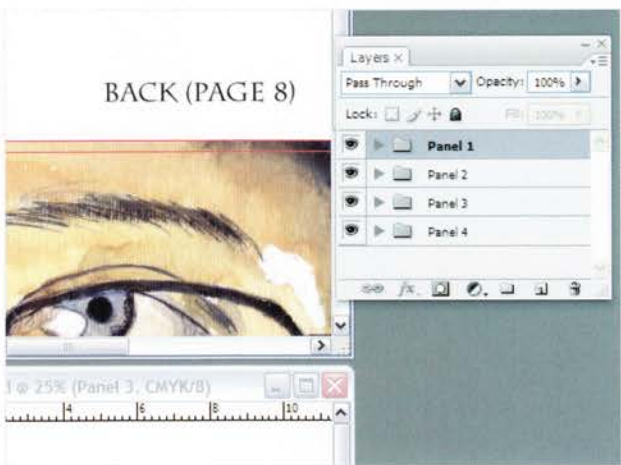 Layers ×
BACK (PAGE 8)
Pass Through Opacity: 100%
Lock: Fill: 100%
Panel 1
Panel 2
Panel 3
Panel 4
fx.
@ 25% (Panel 3, CMYK/8)
4 6 8 10